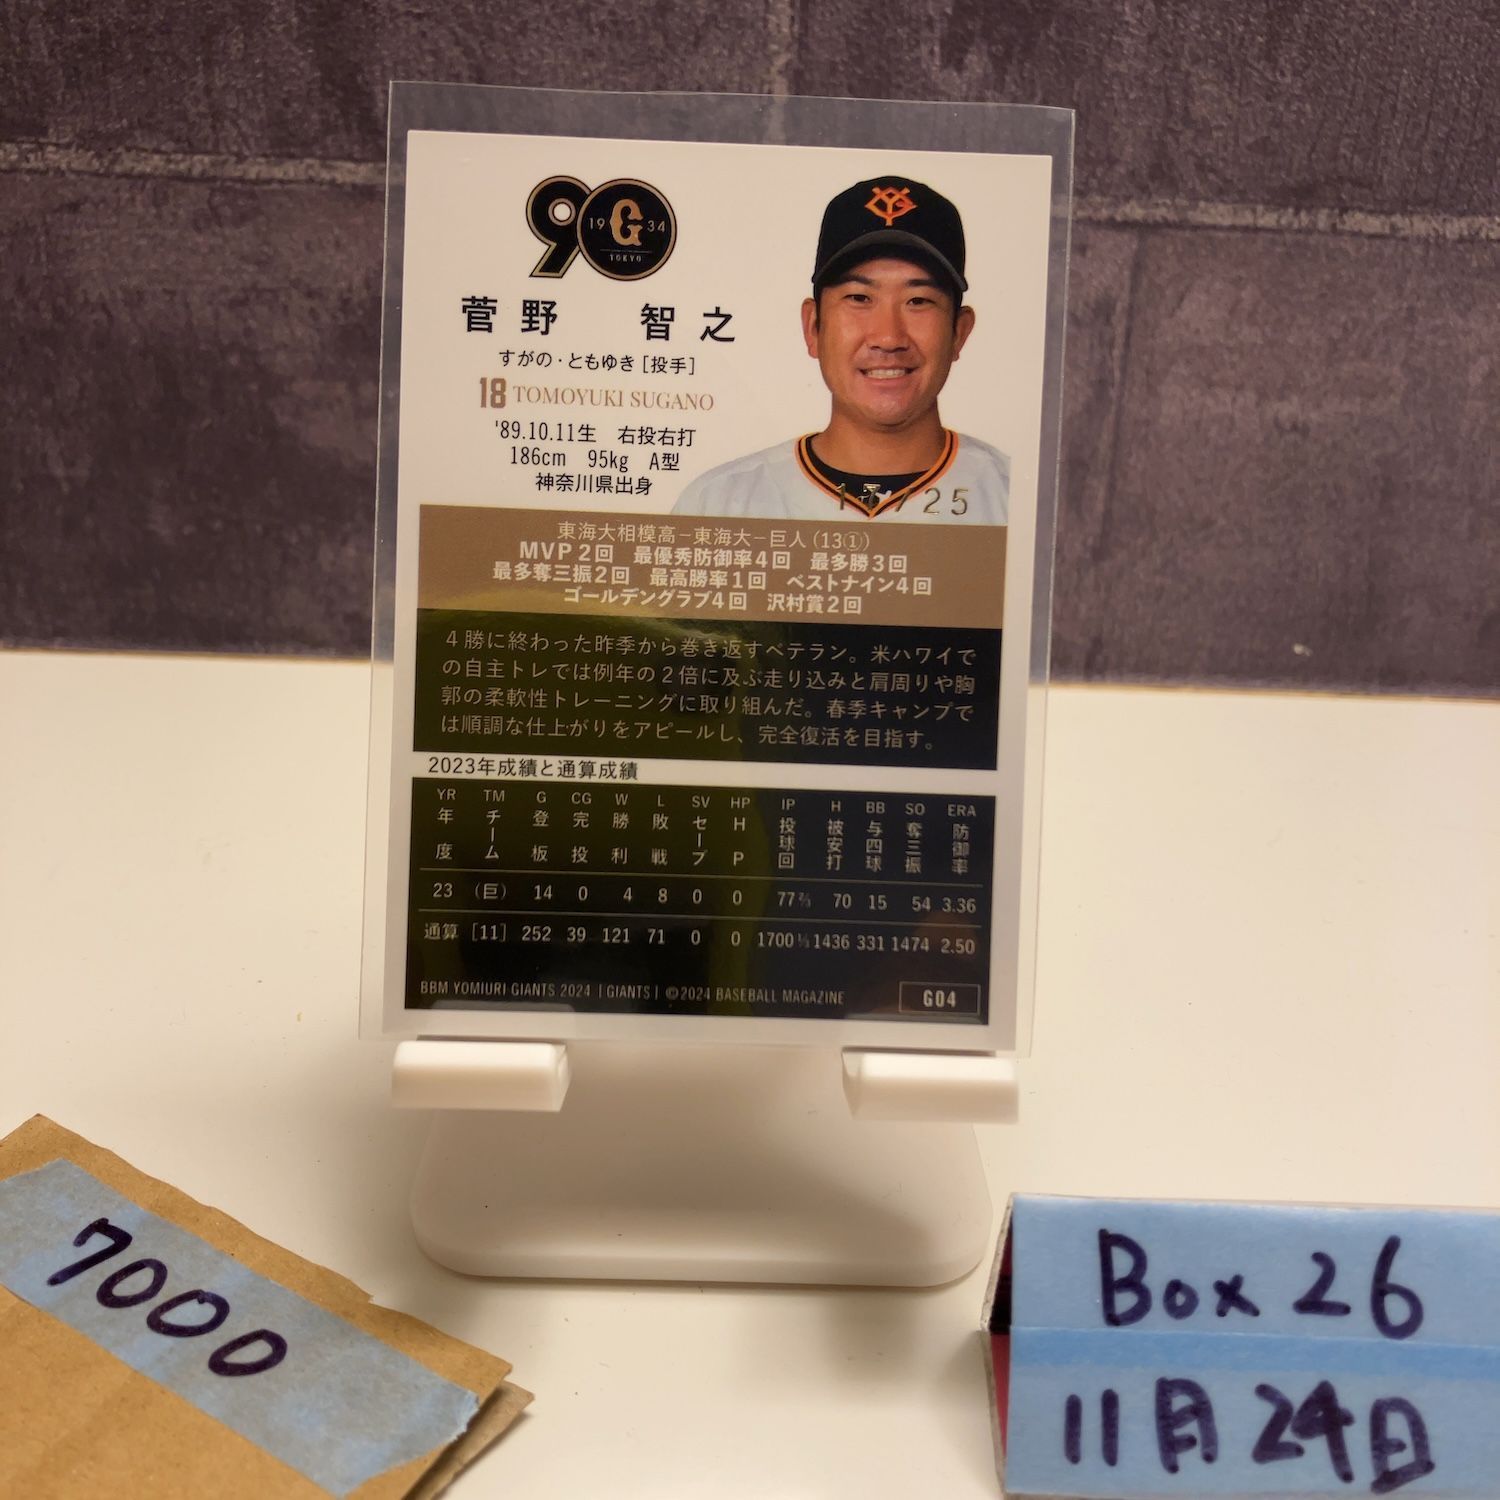 90 19 G 34
TOKYO
菅野 智之
すがの・ともゆき [投手]
18 TOMOYUKI SUGANO
'89.10.11生 右投右打
186cm 95kg A型
神奈川県出身
17/25
東海大相模高-東海大-巨人(13①)
MVP2回 最優秀防御率4回 最多勝3回
最多奪三振2回 最高勝率1回 ベストナイン4回
ゴールデングラブ4回 沢村賞2回
4勝に終わった昨季から巻き返すベテラン。米ハワイで
の自主トレでは例年の2倍に及ぶ走り込みと肩周りや胸
郭の柔軟性トレーニングに取り組んだ。春季キャンプで
は順調な仕上がりをアピールし、完全復活を目指す。
2023年成績と通算成績
YR TM G CG W L SV HP IP H BB SO ERA
年度 チーム 登板 完投 勝利 敗戦 セーブ HP 投球回 被安打 与四球 奪三振 防御率
23 (巨) 14 0 4 8 0 0 77⅔ 70 15 54 3.36
通算 [11] 252 39 121 71 0 0 1700⅓ 1436 331 1474 2.50
BBM YOMIURI GIANTS 2024 | GIANTS | ©2024 BASEBALL MAGAZINE G04
7000
Box 26
11月24日